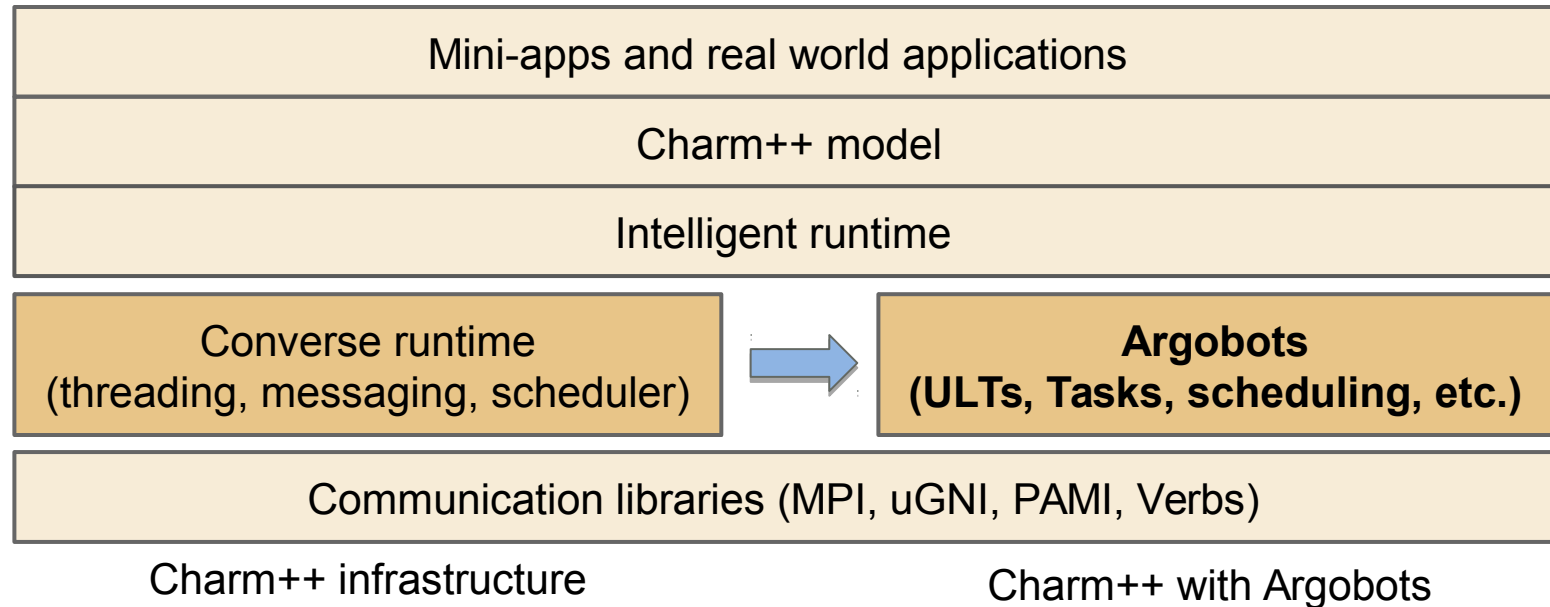 Mini-apps and real world applications
Charm++ model
Intelligent runtime
Converse runtime
(threading, messaging, scheduler)
Argobots
(ULTs, Tasks, scheduling, etc.)
Communication libraries (MPI, uGNI, PAMI, Verbs)
Charm++ infrastructure
Charm++ with Argobots